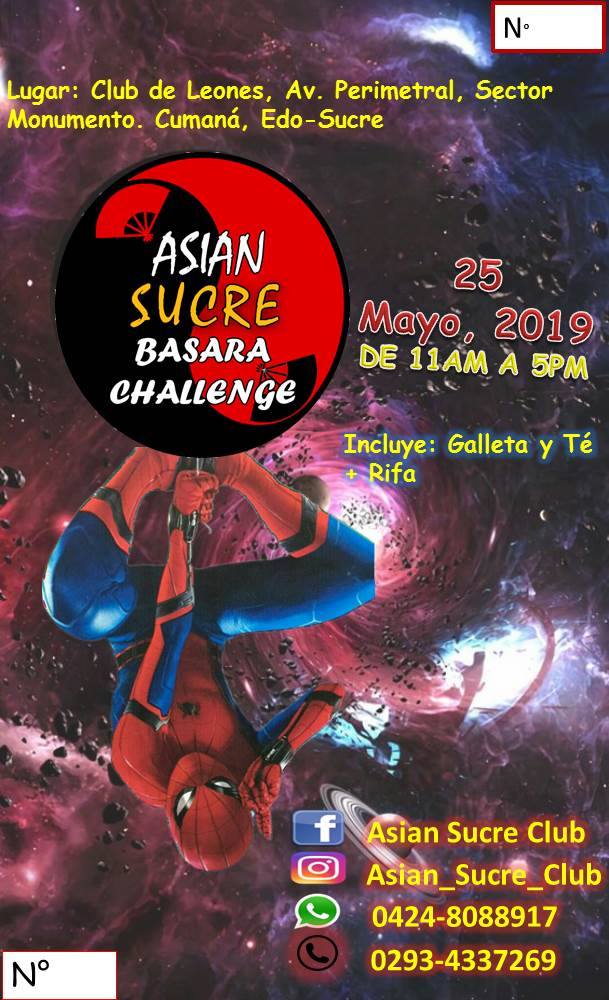 N°
Lugar: Club de Leones, Av. Perimetral, Sector
Monumento. Cumaná, Edo-Sucre
ASIAN
SUCRE
BASARA
CHALLENGE
25
Mayo, 2019
DE 11AM A 5PM
Incluye: Galleta y Té
+ Rifa
Asian Sucre Club
Asian_Sucre_Club
0424-8088917
0293-4337269
N°